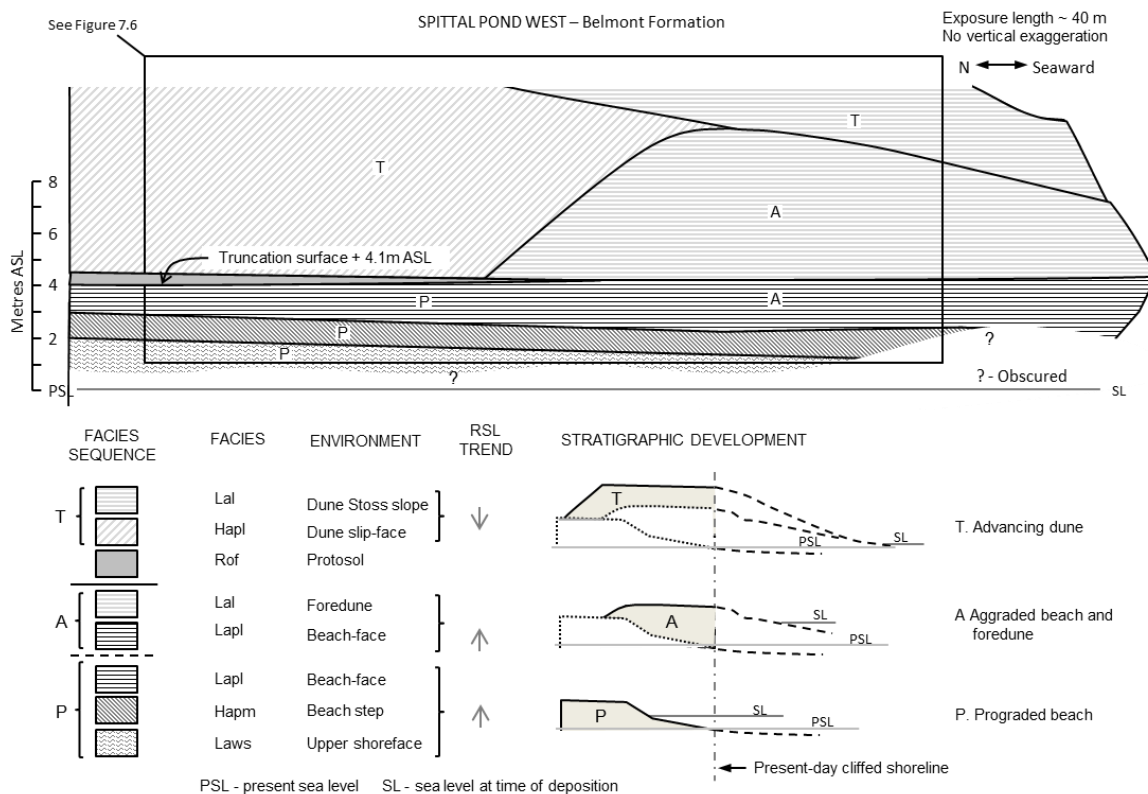 See Figure 7.6
SPITTAL POND WEST – Belmont Formation
Exposure length ~ 40 m
No vertical exaggeration
N
Seaward
T
T
A
Metres ASL
8
6
4
2
PSL
Truncation surface + 4.1m ASL
P
A
P
P
?
?
? - Obscured
SL
FACIES
SEQUENCE
FACIES
ENVIRONMENT
RSL
TREND
STRATIGRAPHIC DEVELOPMENT
T
Lal
Dune Stoss slope
Hapl
Dune slip-face
Rof
Protosol
T
PSL
SL
T. Advancing dune
A
Lal
Foredune
Lapl
Beach-face
A
SL
PSL
A Aggraded beach and
foredune
P
Lapl
Beach-face
Hapm
Beach step
Laws
Upper shoreface
P
SL
PSL
P. Prograded beach
Present-day cliffed shoreline
PSL - present sea level SL - sea level at time of deposition